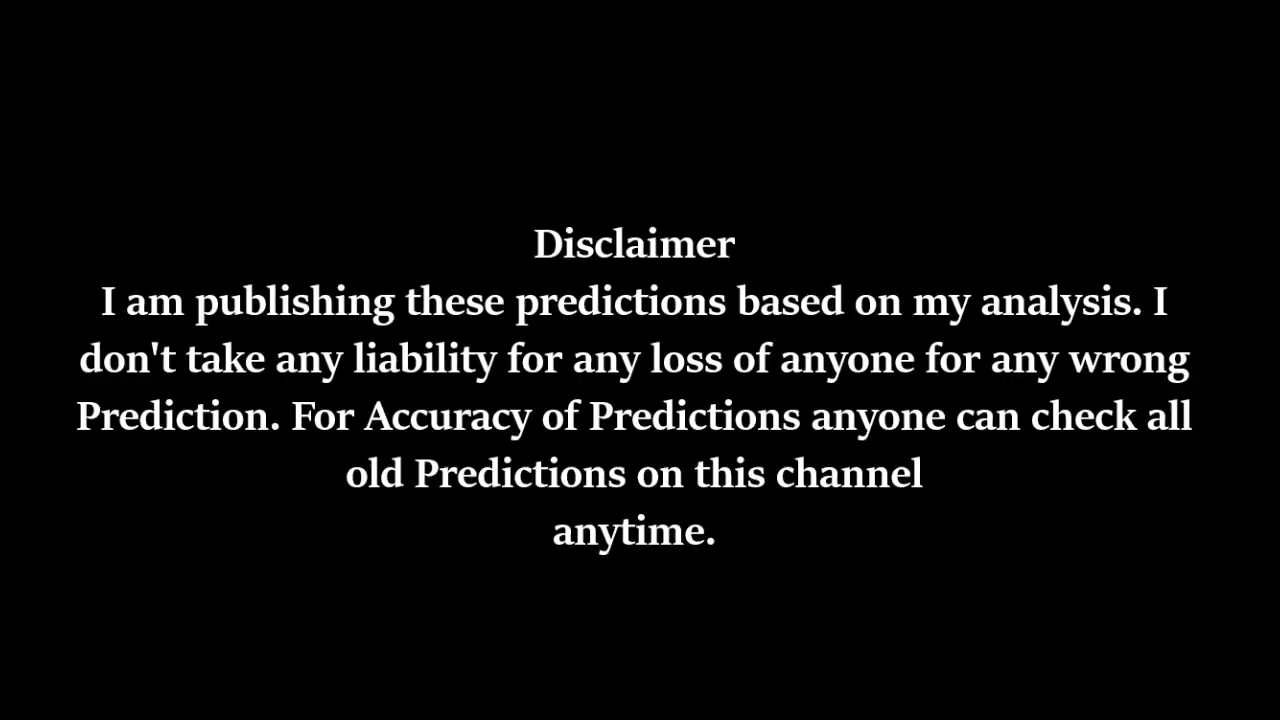 Disclaimer
I am publishing these predictions based on my analysis. I
don't take any liability for any loss of anyone for any wrong
Prediction. For Accuracy of Predictions anyone can check all
old Predictions on this channel
anytime.